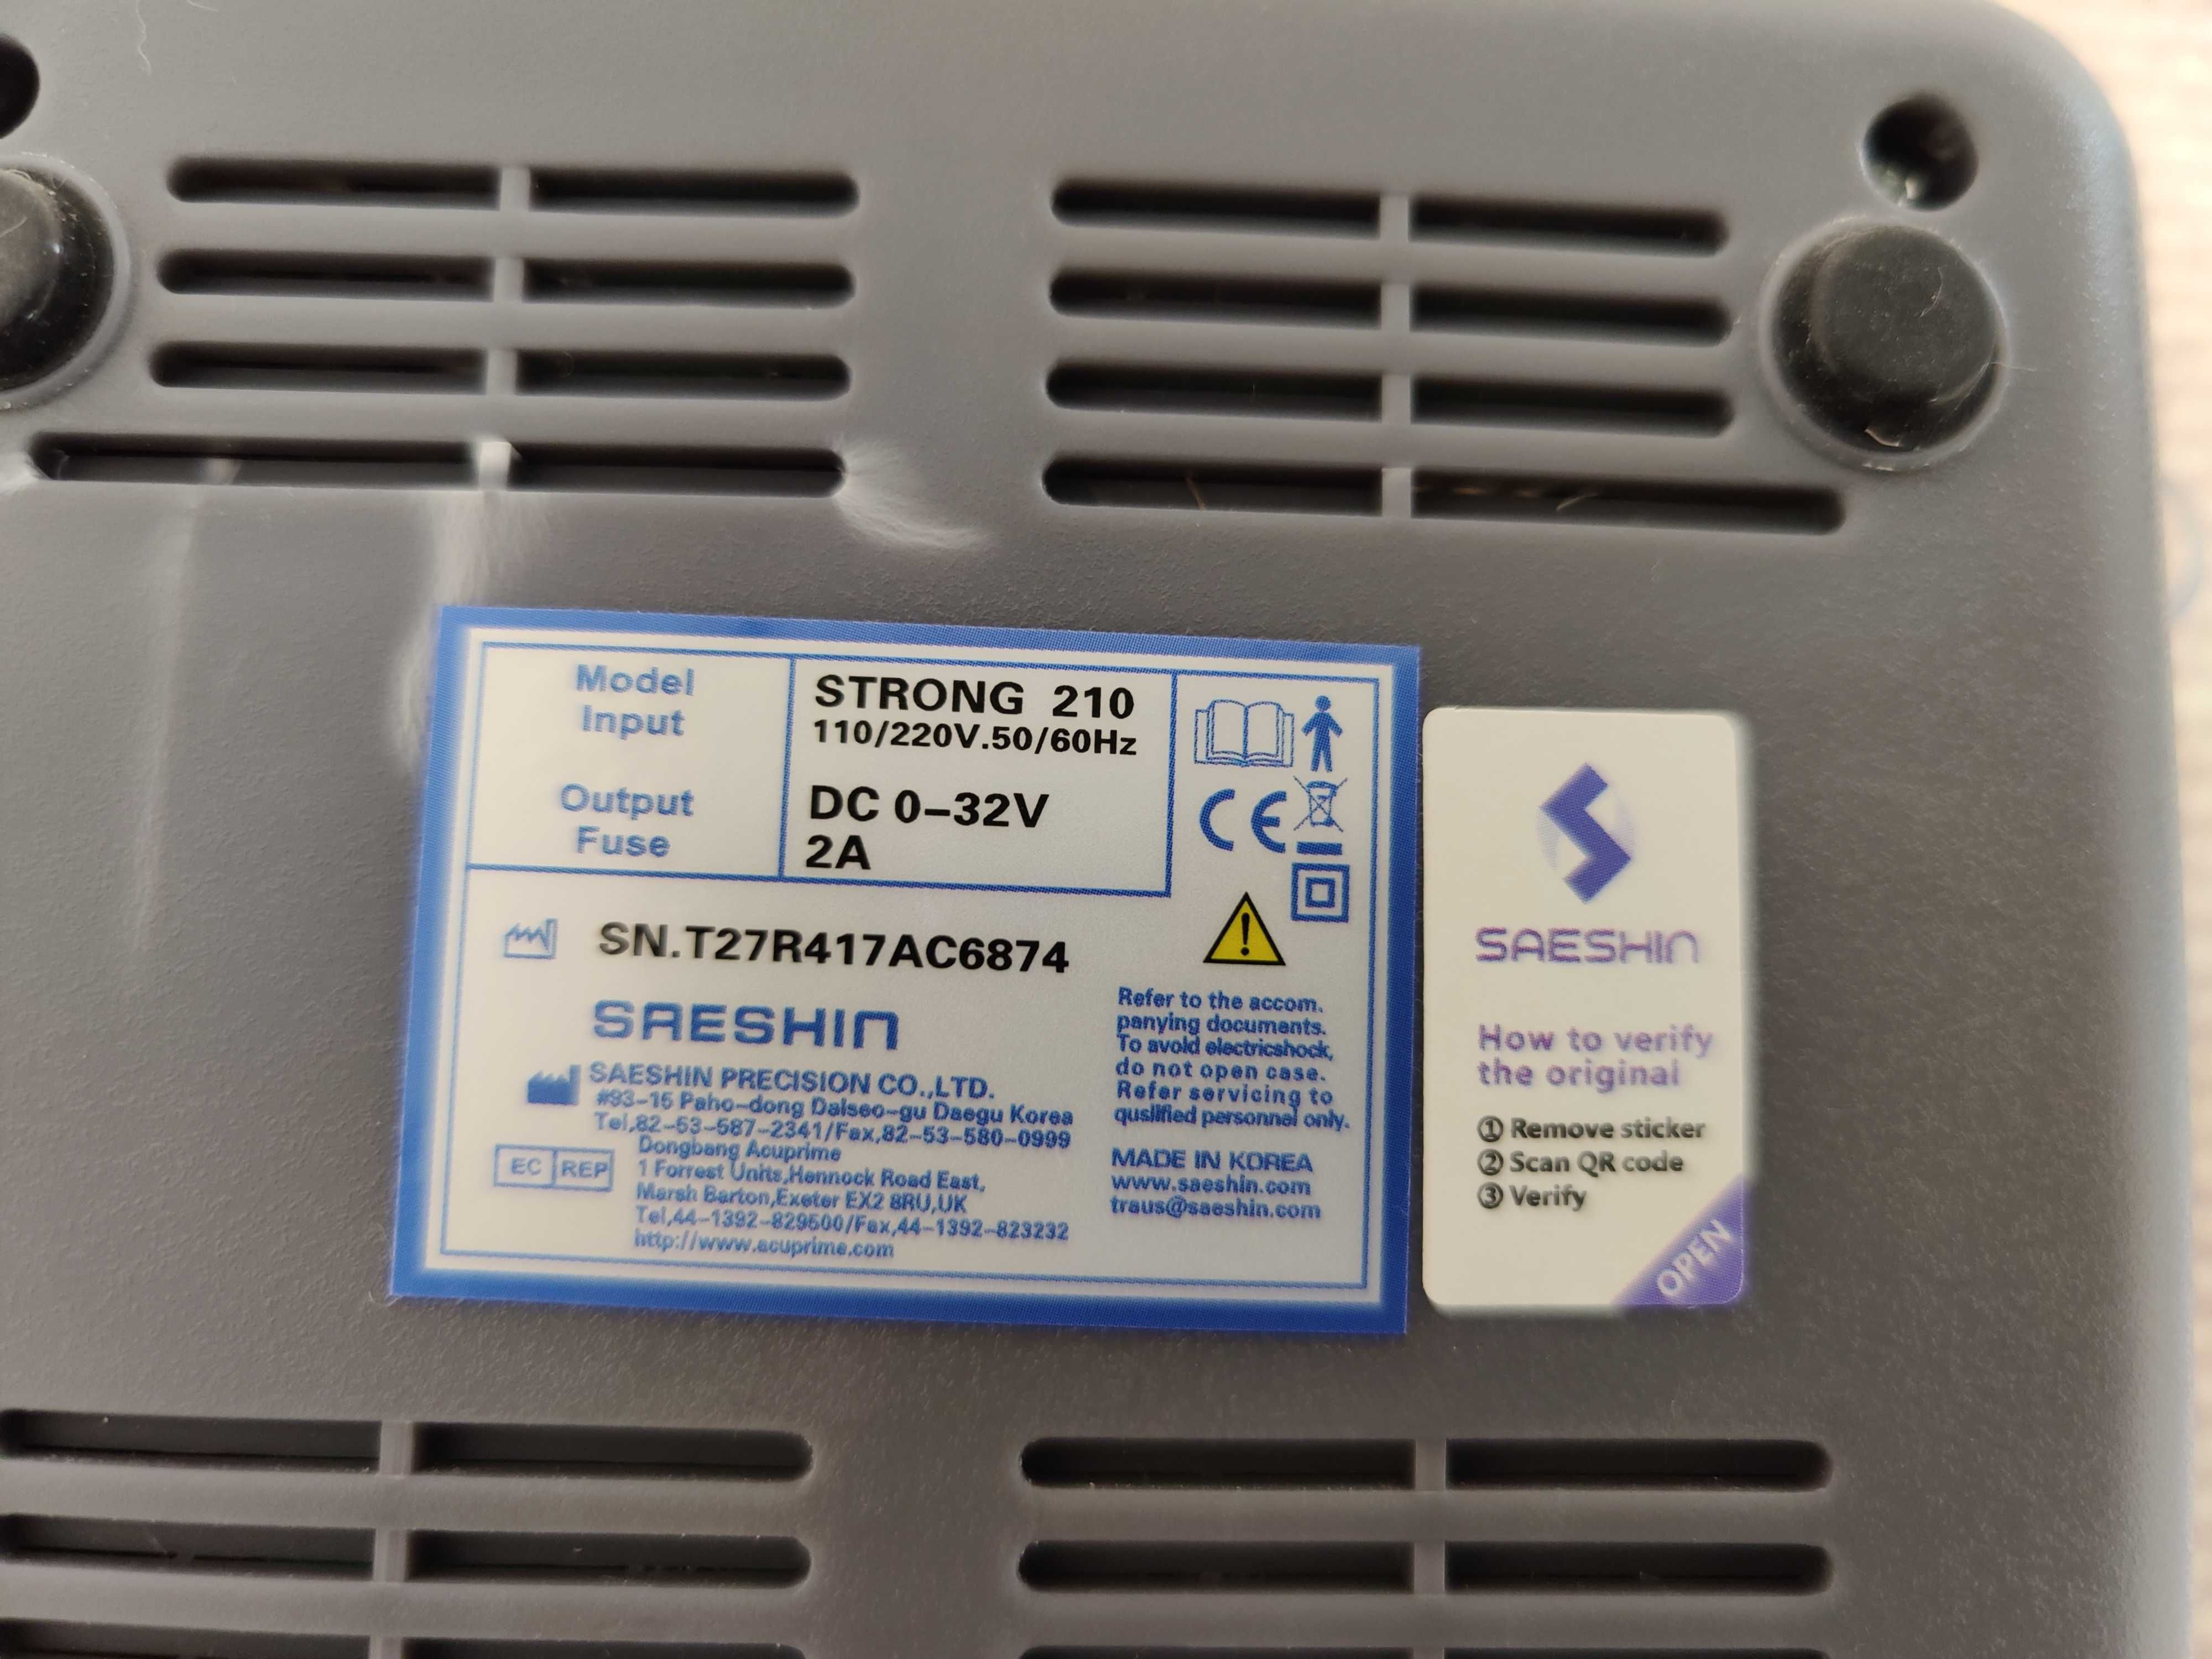 Model
STRONG 210
Input
110/220V.50/60Hz
Output
DC 0-32V
Fuse
2A
CE
SN.T27R417AC6874
SAESHIN
SAESHIN PRECISION CO.,LTD.
#93-15 Paho-dong Dalseo-gu Daegu Korea
Tel,82-53-587-2341/Fax,82-53-580-0999
EC REP
Dongbang Acuprime
1 Forrest Units,Hennock Road East,
Marsh Barton,Exeter EX2 8RU,UK
Tel,44-1392-829500/Fax,44-1392-823232
http://www.acuprime.com
Refer to the accom.
panying documents.
To avoid electricshock,
do not open case.
Refer servicing to
quslified personnal only.
MADE IN KOREA
www.saeshin.com
traus@saeshin.com
SAESHIN
How to verify
the original
① Remove sticker
② Scan QR code
③ Verify
OPEN